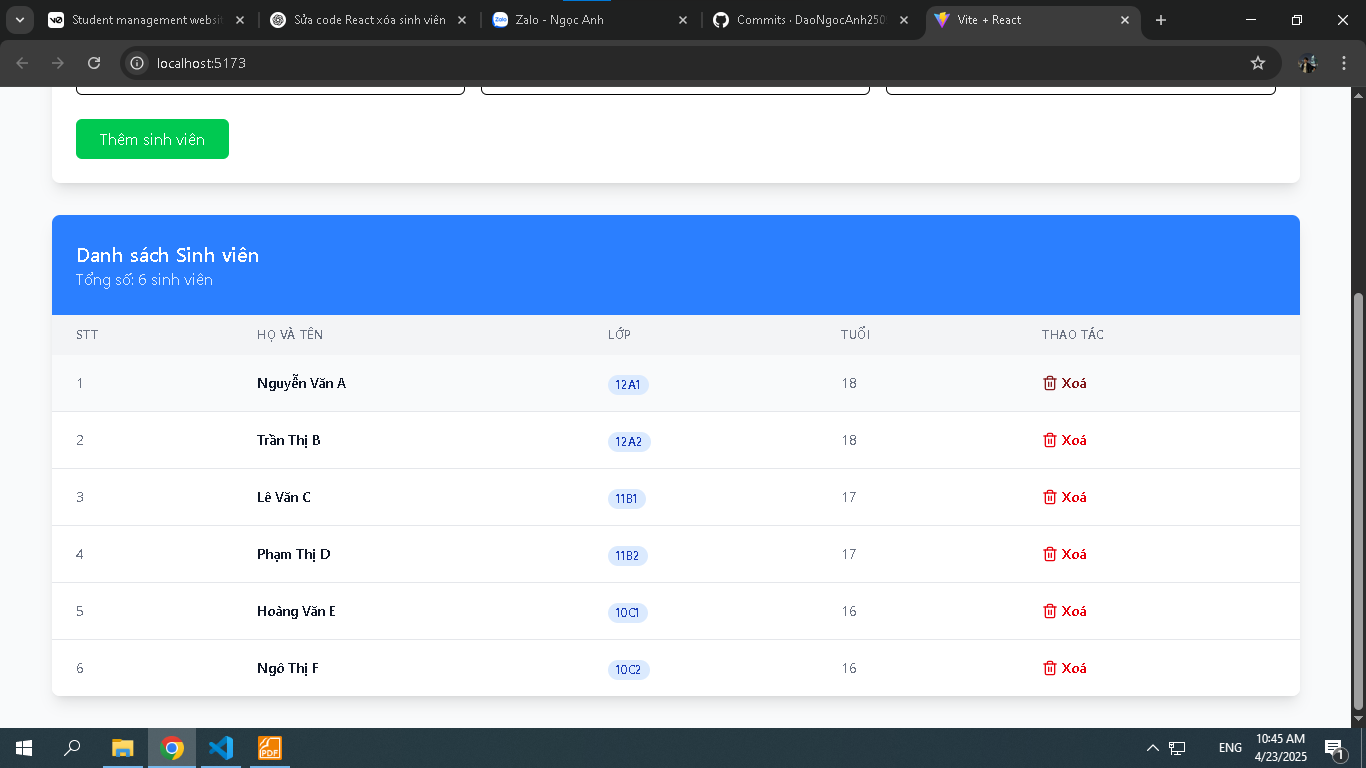 Student management websi
Sửa code React xóa sinh viên
Zalo - Ngọc Anh
Commits · DaoNgocAnh250
Vite + React
localhost:5173
Thêm sinh viên
Danh sách Sinh viên
Tổng số: 6 sinh viên
STT HỌ VÀ TÊN LỚP TUỔI THAO TÁC
1 Nguyễn Văn A 12A1 18 Xoá
2 Trần Thị B 12A2 18 Xoá
3 Lê Văn C 11B1 17 Xoá
4 Phạm Thị D 11B2 17 Xoá
5 Hoàng Văn E 10C1 16 Xoá
6 Ngô Thị F 10C2 16 Xoá
PDF
ENG
10:45 AM
4/23/2025
1